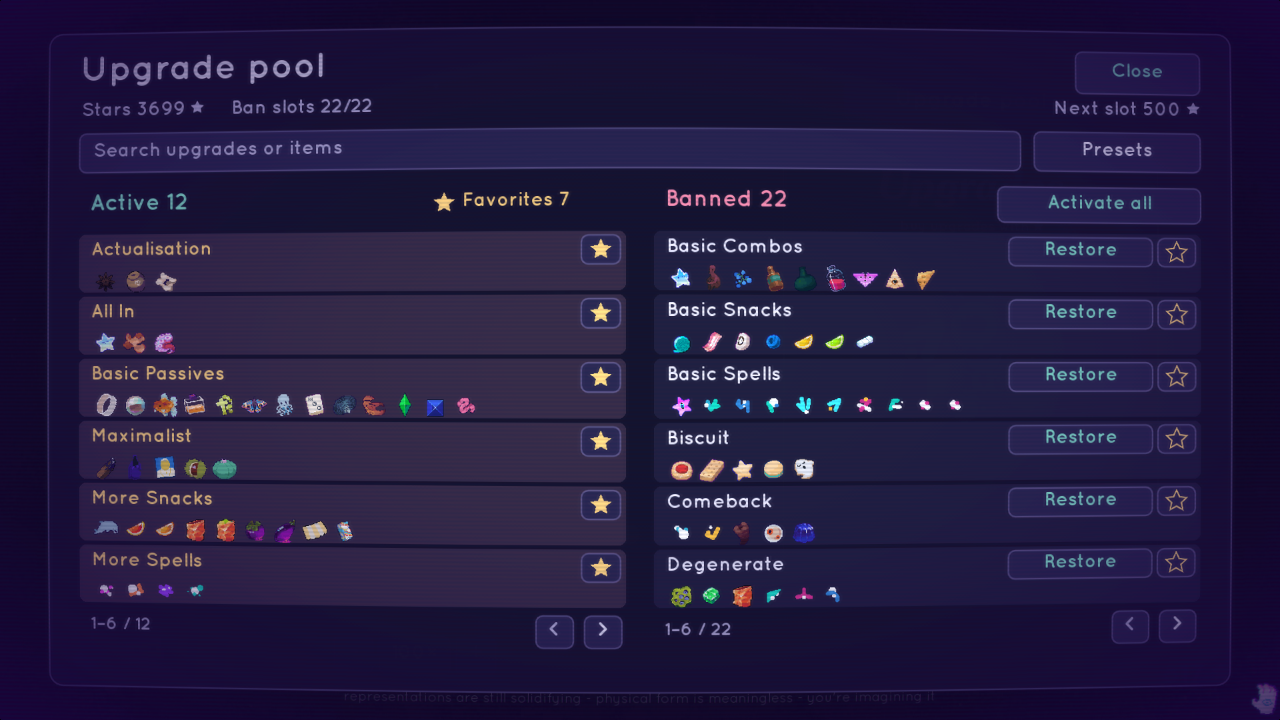 Upgrade pool
Close
Stars 3699 ★ Ban slots 22/22
Next slot 500 ★
Search upgrades or items
Presets
Active 12
★ Favorites 7
Banned 22
Activate all
Actualisation
All In
Basic Passives
Maximalist
More Snacks
More Spells
1-6 / 12
Basic Combos
Restore
Basic Snacks
Restore
Basic Spells
Restore
Biscuit
Restore
Comeback
Restore
Degenerate
Restore
1-6 / 22
representations are still solidifying - physical form is meaningless - you're imagining it